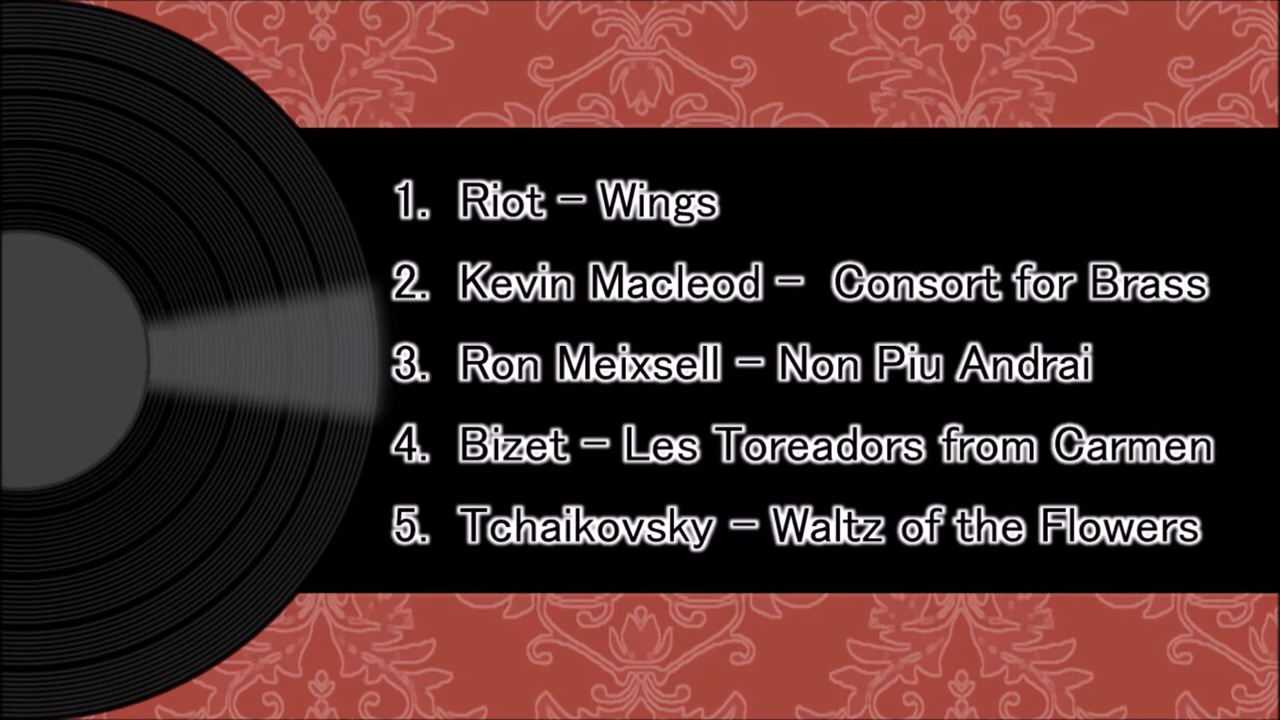 1. Riot - Wings
2. Kevin Macleod - Consort for Brass
3. Ron Meixsell - Non Piu Andrai
4. Bizet - Les Toreadors from Carmen
5. Tchaikovsky - Waltz of the Flowers